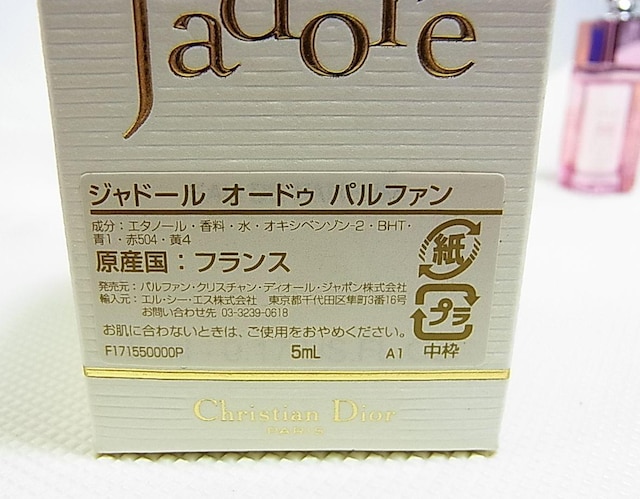 J'adore
ジャドール オードゥ パルファン
成分：エタノール・香料・水・オキシベンゾン-2・BHT・
青1・赤504・黄4
原産国：フランス
発売元：パルファン・クリスチャン・ディオール・ジャポン株式会社
輸入元：エル・シー・エス株式会社 東京都千代田区隼町3番16号
お問い合わせ先 03-3239-0618
お肌に合わないときは、ご使用をおやめください。
紙
プラ
F171550000P 5mL A1 中枠
Christian Dior
PARIS